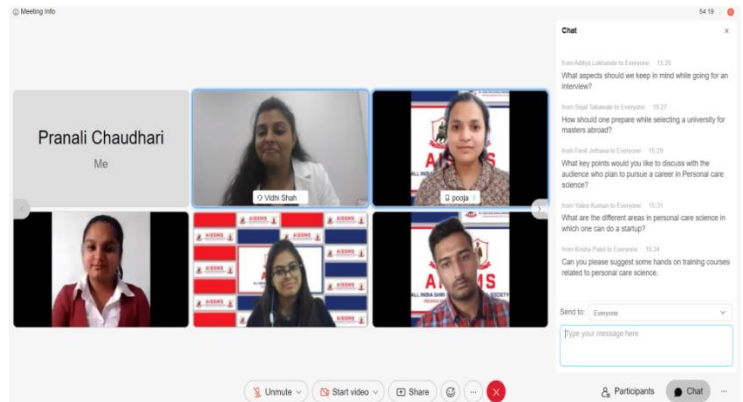 Meeting Info
54:19
Chat
Pranali Chaudhari
Me
Vidhi Shah
pooja
from Aditya Lokhande to Everyone 15:25
What aspects should we keep in mind while going for an
interview?
from Sejal Takawale to Everyone 15:27
How should one prepare while selecting a university for
masters abroad?
from Fenil Jethava to Everyone 15:29
What key points would you like to discuss with the
audience who plan to pursue a career in Personal care
science?
from Yalini Kumari to Everyone 15:31
What are the different areas in personal care science in
which one can do a startup?
from Krisha Patel to Everyone 15:34
Can you please suggest some hands on training courses
related to personal care science.
Send to: Everyone
Type your message here
Unmute
Start video
Share
Participants
Chat